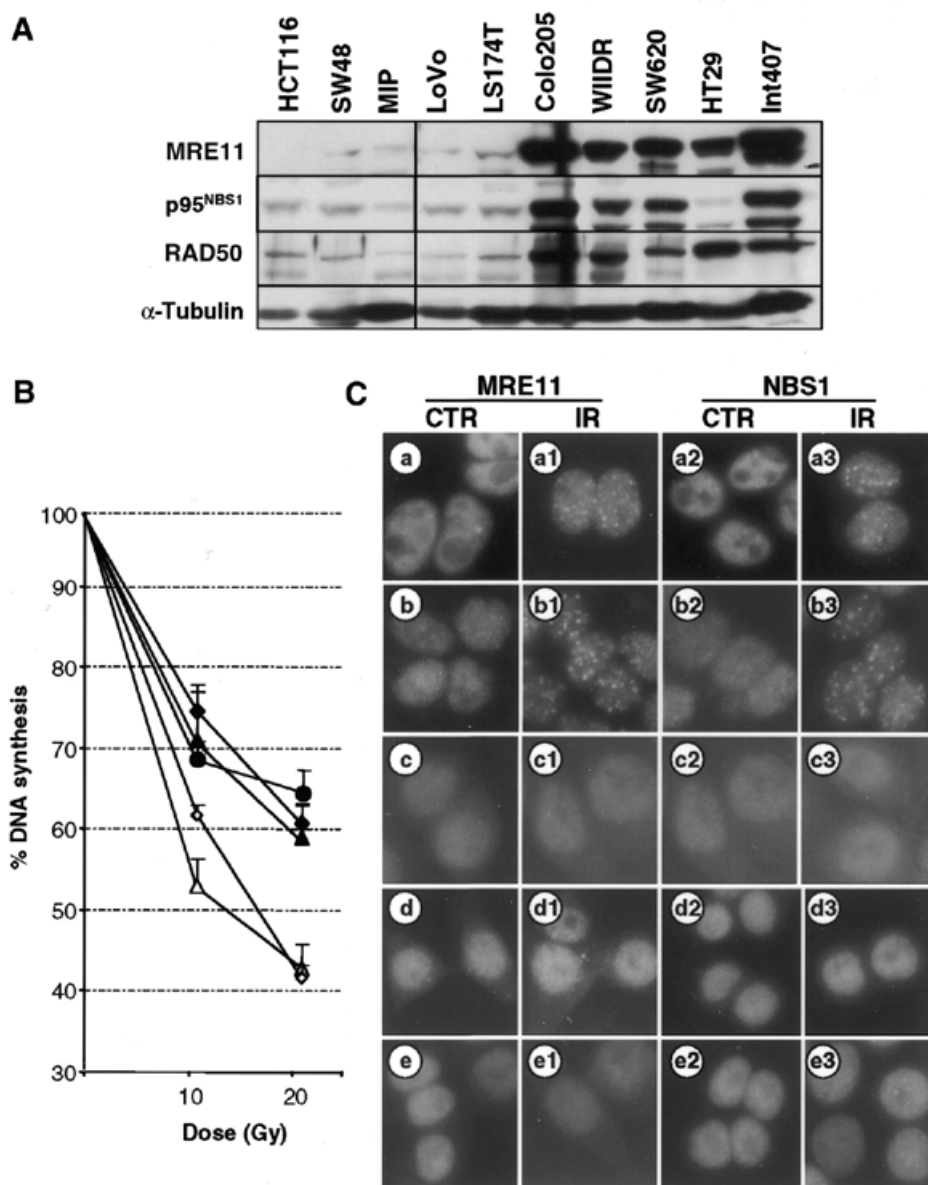 A
HCT116 SW48 MIP LoVo LS174T Colo205 WIIDR SW620 HT29 Int407
MRE11
p95NBS1
RAD50
α-Tubulin
B
100
90
80
70
60
50
40
30
% DNA synthesis
10 20
Dose (Gy)
C
MRE11 NBS1
CTR IR CTR IR
a a1 a2 a3
b b1 b2 b3
c c1 c2 c3
d d1 d2 d3
e e1 e2 e3